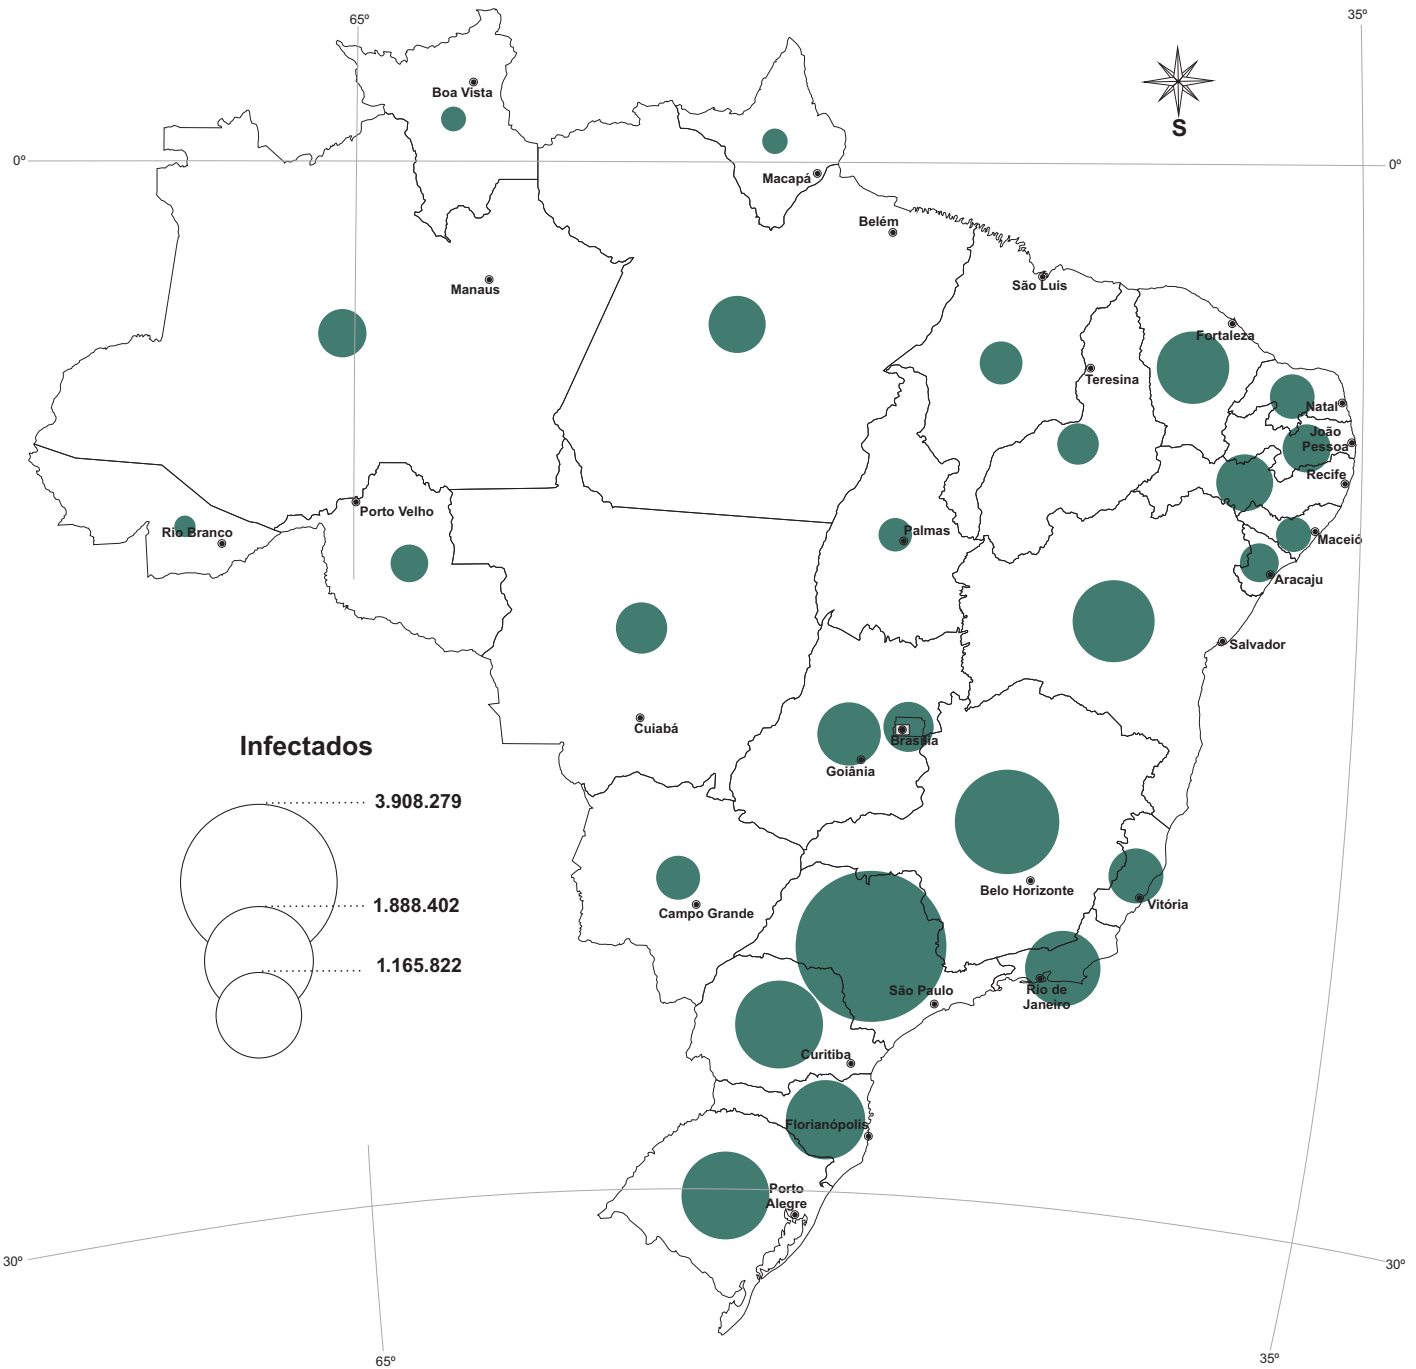 65º
35º
Boa Vista
S
0º
0º
Macapá
Belém
Manaus
São Luis
Fortaleza
Teresina
Natal
João
Pessoa
Recife
Porto Velho
Rio Branco
Palmas
Maceió
Aracaju
Salvador
Cuiabá
Brasília
Goiânia
Infectados
3.908.279
1.888.402
1.165.822
Belo Horizonte
Vitória
Campo Grande
São Paulo
Rio de
Janeiro
Curitiba
Florianópolis
Porto
Alegre
30º
30º
65º
35º